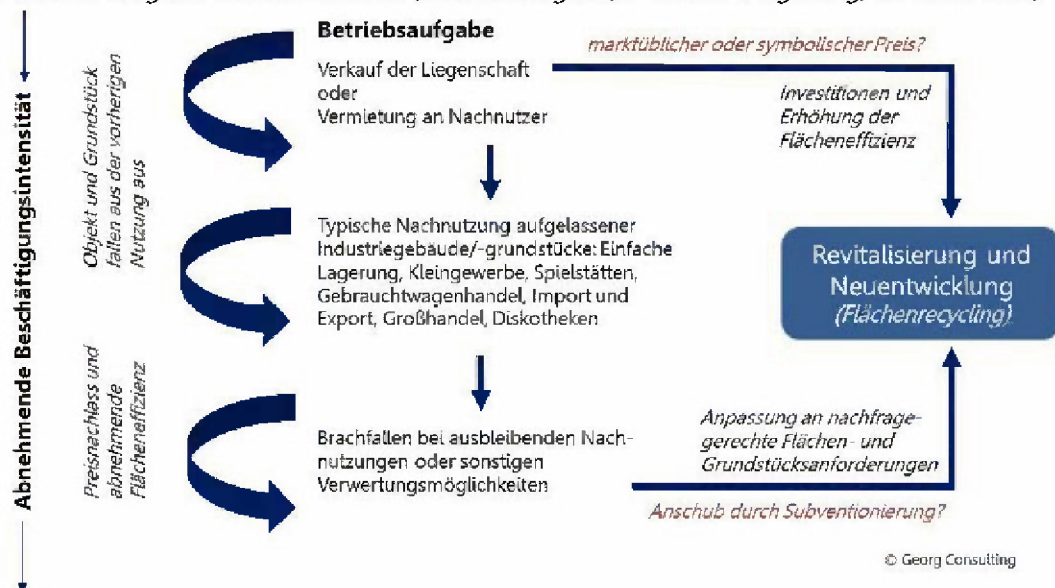 Abnehmende Beschäftigungsintensität
Objekt und Grundstück
fallen aus der vorherigen
Nutzung aus
Preisnachlass und
abnehmende
Flächeneffizienz
Betriebsaufgabe
Verkauf der Liegenschaft
oder
Vermietung an Nachnutzer
marktüblicher oder symbolischer Preis?
Investitionen und
Erhöhung der
Flächeneffizienz
Typische Nachnutzung aufgelassener
Industriegebäude/-grundstücke: Einfache
Lagerung, Kleingewerbe, Spielstätten,
Gebrauchtwagenhandel, Import und
Export, Großhandel, Diskotheken
Revitalisierung und
Neuentwicklung
(Flächenrecycling)
Brachfallen bei ausbleibenden Nach-
nutzungen oder sonstigen
Verwertungsmöglichkeiten
Anpassung an nachfrage-
gerechte Flächen- und
Grundstücksanforderungen
Anschub durch Subventionierung?
© Georg Consulting